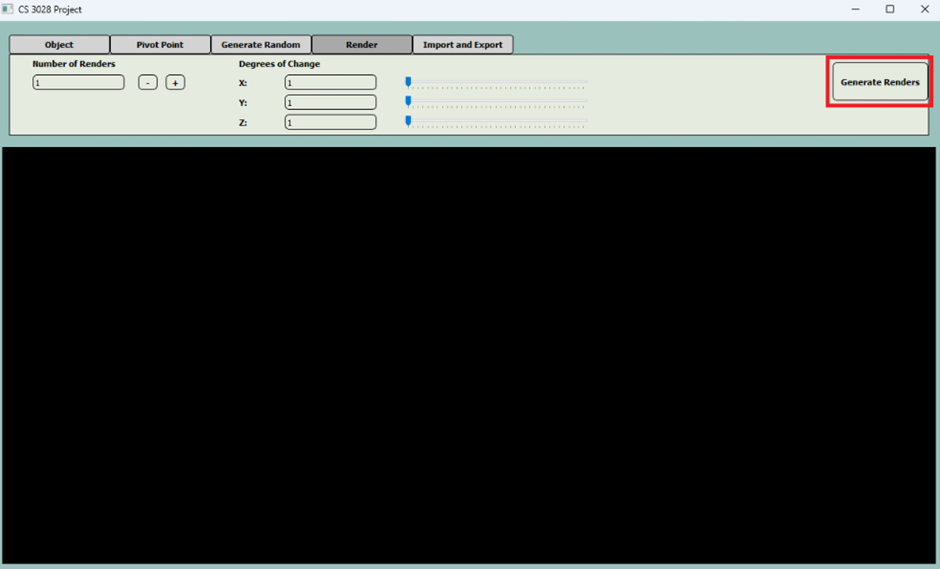 CS 3028 Project
Object Pivot Point Generate Random Render Import and Export
Number of Renders Degrees of Change
1 - + X: 1 Generate Renders
Y: 1
Z: 1